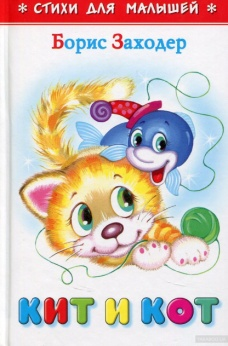 * СТИХИ ДЛЯ МАЛЫШЕЙ *
Борис Заходер
КИТ И КОТ